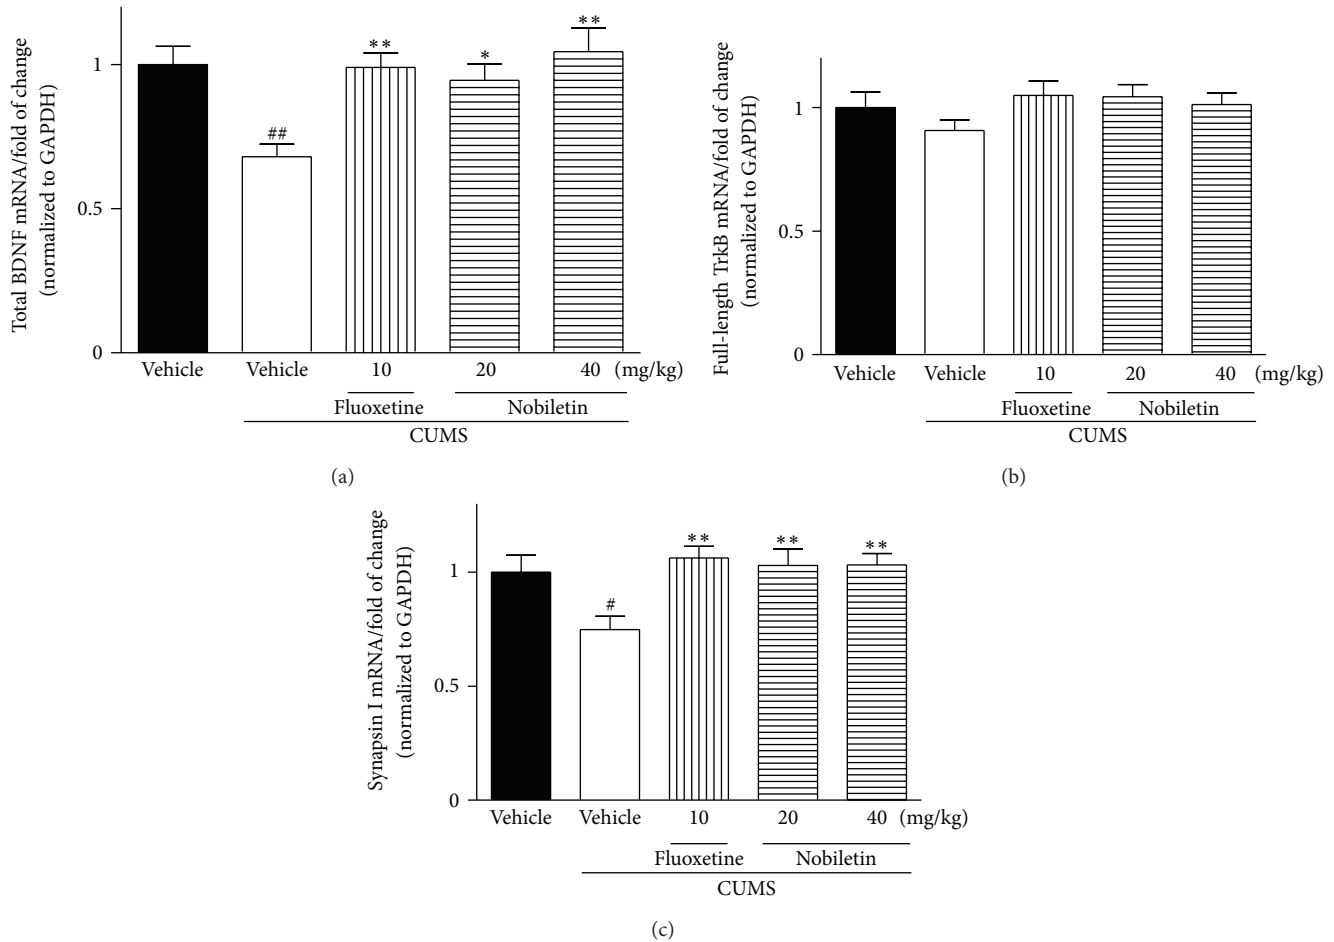 Total BDNF mRNA/fold of change
(normalized to GAPDH)
1
0.5
0
##
**
*
**
Vehicle Vehicle 10 20 40 (mg/kg)
Fluoxetine Nobiletin
CUMS
(a)
Full-length TrkB mRNA/fold of change
(normalized to GAPDH)
1
0.5
0
Vehicle Vehicle 10 20 40 (mg/kg)
Fluoxetine Nobiletin
CUMS
(b)
Synapsin I mRNA/fold of change
(normalized to GAPDH)
1
0.5
0
#
**
**
**
Vehicle Vehicle 10 20 40 (mg/kg)
Fluoxetine Nobiletin
CUMS
(c)